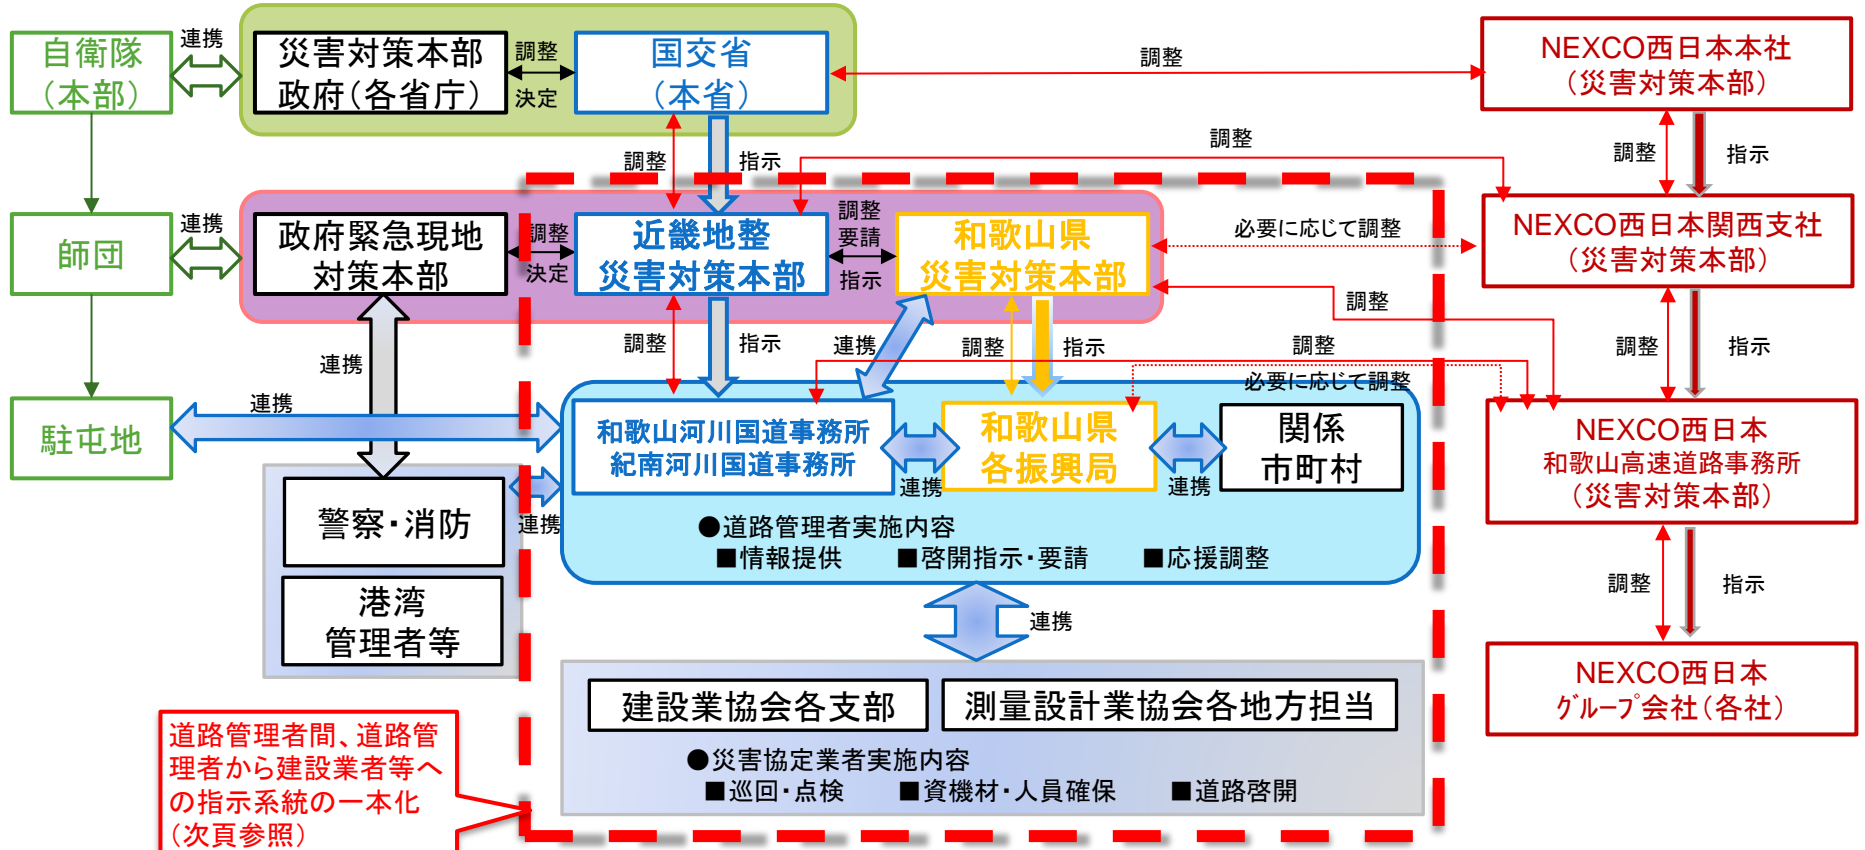 自衛隊
(本部)
連携
災害対策本部
政府(各省庁)
調整
決定
国交省
(本省)
調整
NEXCO西日本本社
(災害対策本部)
調整
指示
調整
調整
指示
師団
連携
政府緊急現地
対策本部
調整
決定
近畿地整
災害対策本部
調整
要請
指示
和歌山県
災害対策本部
必要に応じて調整
NEXCO西日本関西支社
(災害対策本部)
調整
連携
調整
指示
連携
調整
指示
調整
調整
指示
必要に応じて調整
駐屯地
連携
和歌山河川国道事務所
紀南河川国道事務所
連携
和歌山県
各振興局
連携
関係
市町村
NEXCO西日本
和歌山高速道路事務所
(災害対策本部)
警察・消防
連携
港湾
管理者等
●道路管理者実施内容
■情報提供 ■啓開指示・要請 ■応援調整
連携
調整
指示
建設業協会各支部
測量設計業協会各地方担当
NEXCO西日本
グループ会社(各社)
●災害協定業者実施内容
■巡回・点検 ■資機材・人員確保 ■道路啓開
道路管理者間、道路管
理者から建設業者等へ
の指示系統の一本化
(次頁参照)